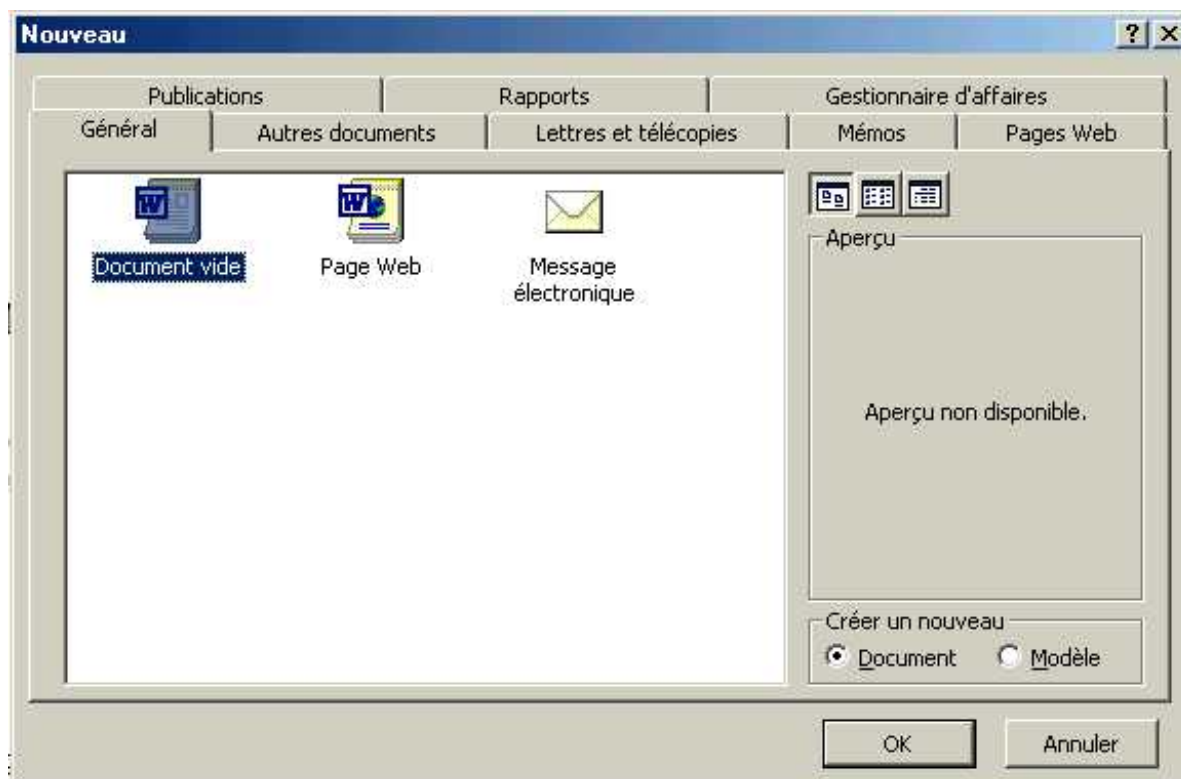 Nouveau
Publications Rapports Gestionnaire d'affaires
Général Autres documents Lettres et télécopies Mémos Pages Web
Document vide Page Web Message
électronique
Aperçu
Aperçu non disponible.
Créer un nouveau
Document Modèle
OK Annuler